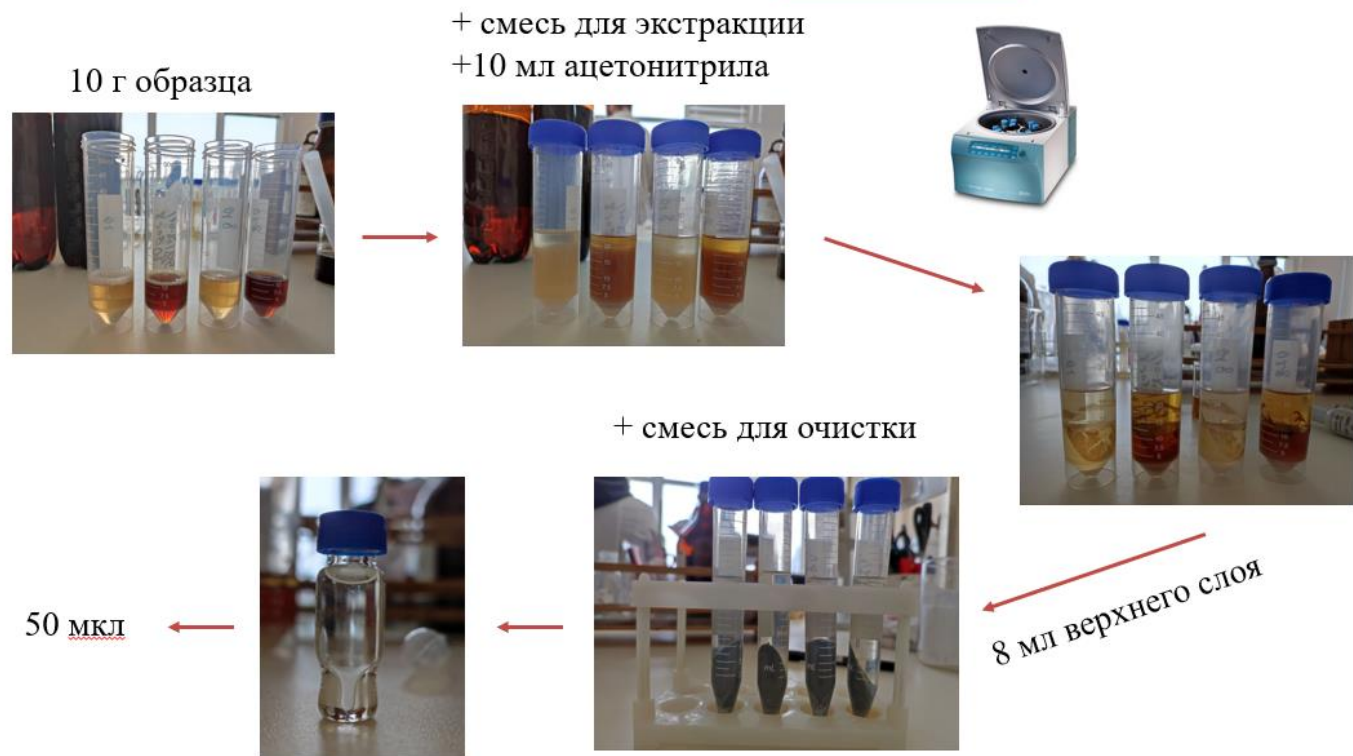 + смесь для экстракции
+10 мл ацетонитрила
10 г образца
+ смесь для очистки
8 мл верхнего слоя
50 мкл